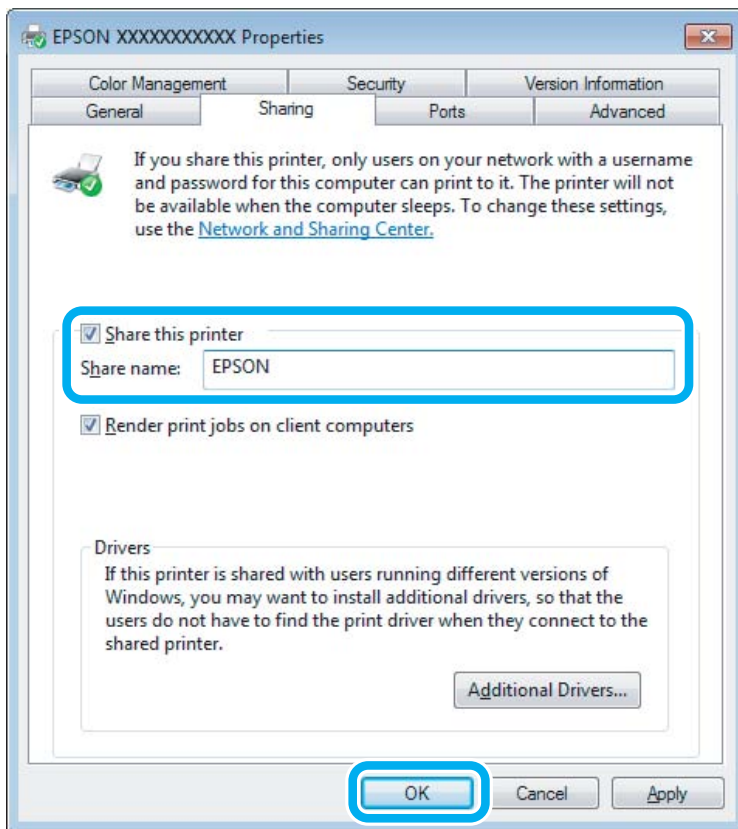 EPSON XXXXXXXXXXX Properties
Color Management Security Version Information
General Sharing Ports Advanced
If you share this printer, only users on your network with a username
and password for this computer can print to it. The printer will not
be available when the computer sleeps. To change these settings,
use the Network and Sharing Center.
Share this printer
Share name: EPSON
Render print jobs on client computers
Drivers
If this printer is shared with users running different versions of
Windows, you may want to install additional drivers, so that the
users do not have to find the print driver when they connect to the
shared printer.
Additional Drivers...
OK Cancel Apply